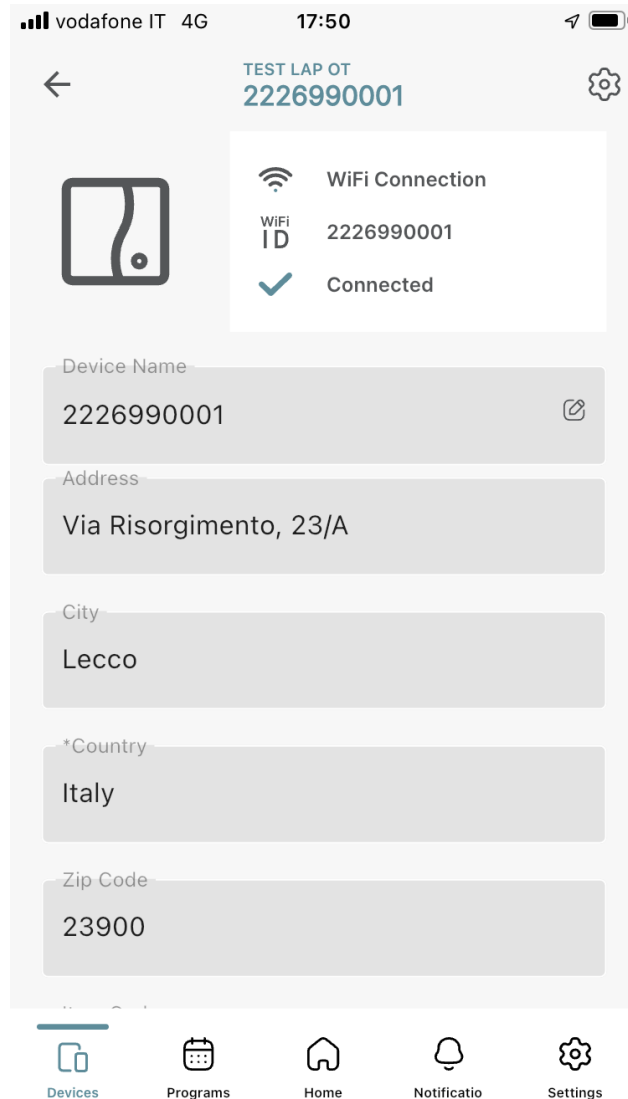 vodafone IT 4G 17:50
TEST LAP OT
2226990001
WiFi Connection
WiFi
ID
2226990001
Connected
Device Name
2226990001
Address
Via Risorgimento, 23/A
City
Lecco
*Country
Italy
Zip Code
23900
Devices Programs Home Notificatio Settings